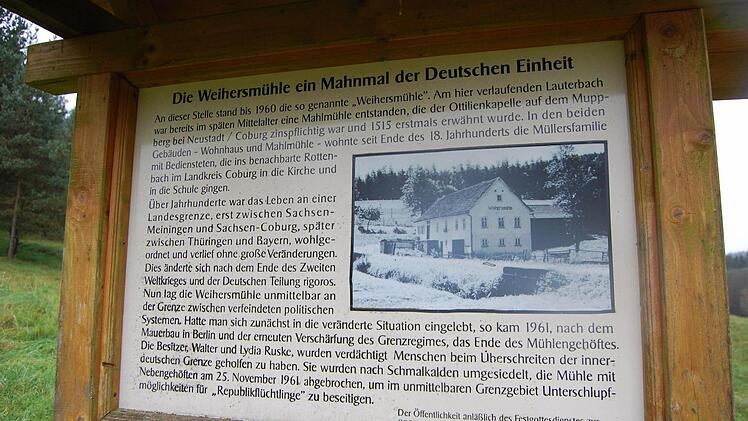 Die Weihersmühle ein Mahnmal der Deutschen Einheit
An dieser Stelle stand bis 1960 die so genannte „Weihersmühle". Am hier verlaufenden Lauterbach
war bereits im späten Mittelalter eine Mahlmühle entstanden, die der Ottilienkapelle auf dem Mupp-
berg bei Neustadt / Coburg zinspflichtig war und 1515 erstmals erwähnt wurde. In den beiden
Gebäuden - Wohnhaus und Mahlmühle - wohnte seit Ende des 18. Jahrhunderts die Müllersfamilie
mit Bediensteten, die ins benachbarte Rotten-
bach im Landkreis Coburg in die Kirche und
in die Schule gingen.
Über Jahrhunderte war das Leben an einer
Landesgrenze, erst zwischen Sachsen-
Meiningen und Sachsen-Coburg, später
zwischen Thüringen und Bayern, wohlge-
ordnet und verlief ohne große Veränderungen.
Dies änderte sich nach dem Ende des Zweiten
Weltkrieges und der Deutschen Teilung rigoros.
Nun lag die Weihersmühle unmittelbar an
der Grenze zwischen verfeindeten politischen
Systemen. Hatte man sich zunächst in die veränderte Situation eingelebt, so kam 1961, nach dem
Mauerbau in Berlin und der erneuten Verschärfung des Grenzregimes, das Ende des Mühlengehöftes.
Die Besitzer, Walter und Lydia Ruske, wurden verdächtigt Menschen beim Überschreiten der inner-
deutschen Grenze geholfen zu haben. Sie wurden nach Schmalkalden umgesiedelt, die Mühle mit
Nebengehöften am 25. November 1961 abgebrochen, um im unmittelbaren Grenzgebiet Unterschlupf-
möglichkeiten für „Republikflüchtlinge" zu beseitigen.
Der Öffentlichkeit anläßlich des Festgottesdienstes zur